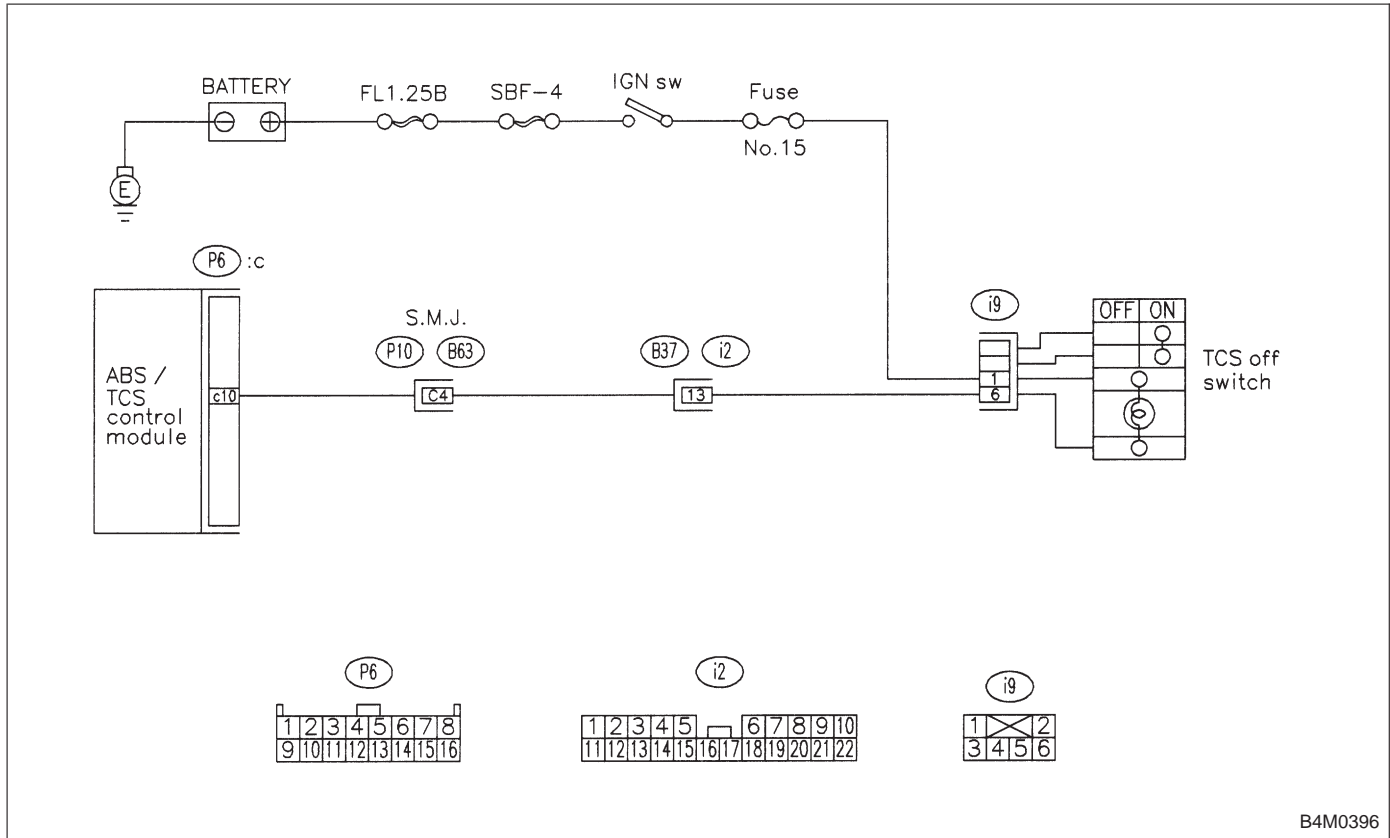 BATTERY
FL1.25B
SBF-4
IGN sw
Fuse
No.15
E
P6 :c
ABS /
TCS
control
module
c10
S.M.J.
P10 B63
C4
B37 i2
13
i9
1
6
OFF ON
TCS off
switch
P6
1 2 3 4 5 6 7 8
9 10 11 12 13 14 15 16
i2
1 2 3 4 5 6 7 8 9 10
11 12 13 14 15 16 17 18 19 20 21 22
i9
1 2
3 4 5 6
B4M0396